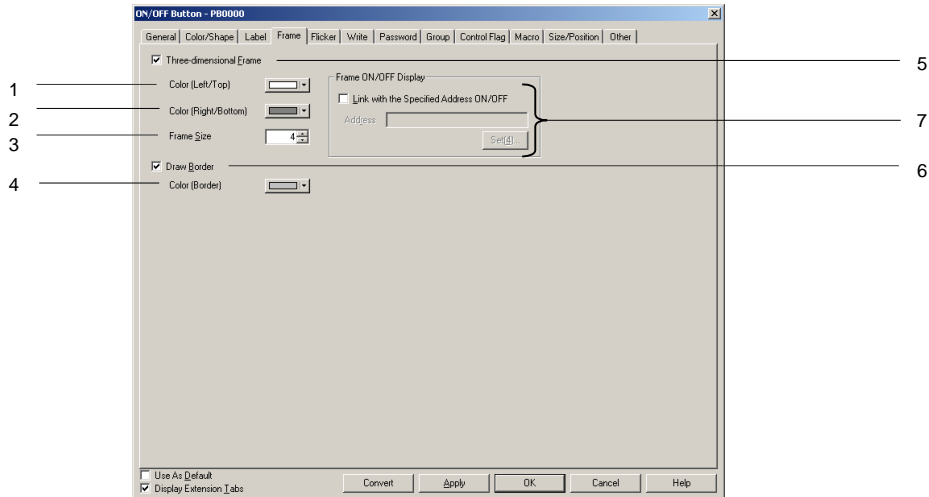 ON/OFF Button - PB0000
General Color/Shape Label Frame Flicker Write Password Group Control Flag Macro Size/Position Other
Three-dimensional Frame
5
1
Color (Left/Top)
Frame ON/OFF Display
Link with the Specified Address ON/OFF
2
Color (Right/Bottom)
Address
7
3
Frame Size
4
Set(4)...
Draw Border
6
4
Color (Border)
Use As Default
Display Extension Tabs
Convert Apply OK Cancel Help